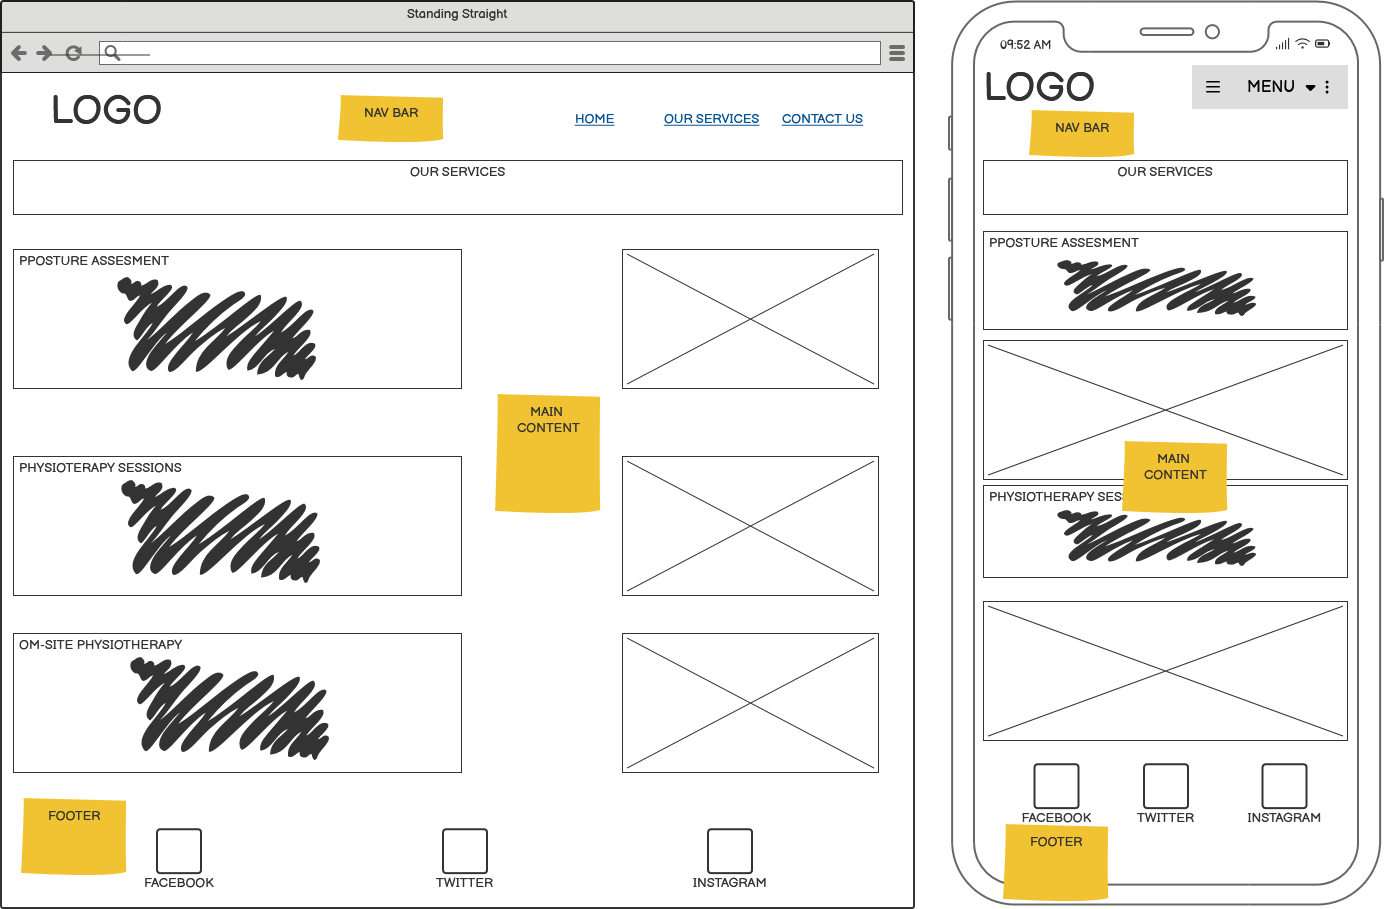 Standing Straight
LOGO
NAV BAR
HOME
OUR SERVICES
CONTACT US
OUR SERVICES
PPOSTURE ASSESMENT
MAIN
CONTENT
PHYSIOTERAPY SESSIONS
OM-SITE PHYSIOTHERAPY
FOOTER
FACEBOOK
TWITTER
INSTAGRAM
09:52 AM
LOGO
MENU
NAV BAR
OUR SERVICES
PPOSTURE ASSESMENT
MAIN
CONTENT
PHYSIOTHERAPY SES
FACEBOOK
TWITTER
INSTAGRAM
FOOTER